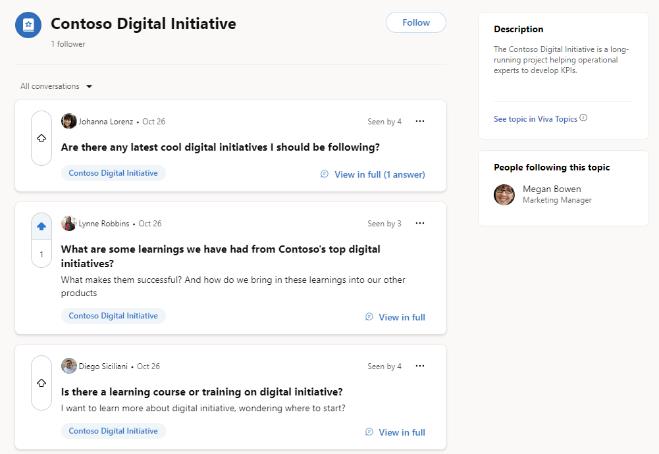 Contoso Digital Initiative
Follow
1 follower
All conversations
Johanna Lorenz • Oct 26
Seen by 4
Are there any latest cool digital initiatives I should be following?
Contoso Digital Initiative
View in full (1 answer)
Lynne Robbins • Oct 26
Seen by 3
1
What are some learnings we have had from Contoso's top digital
initiatives?
What makes them successful? And how do we bring in these learnings into our other
products
Contoso Digital Initiative
View in full
Diego Siciliani • Oct 26
Seen by 4
Is there a learning course or training on digital initiative?
I want to learn more about digital initiative, wondering where to start?
Contoso Digital Initiative
View in full
Description
The Contoso Digital Initiative is a long-
running project helping operational
experts to develop KPIs.
See topic in Viva Topics
People following this topic
Megan Bowen
Marketing Manager